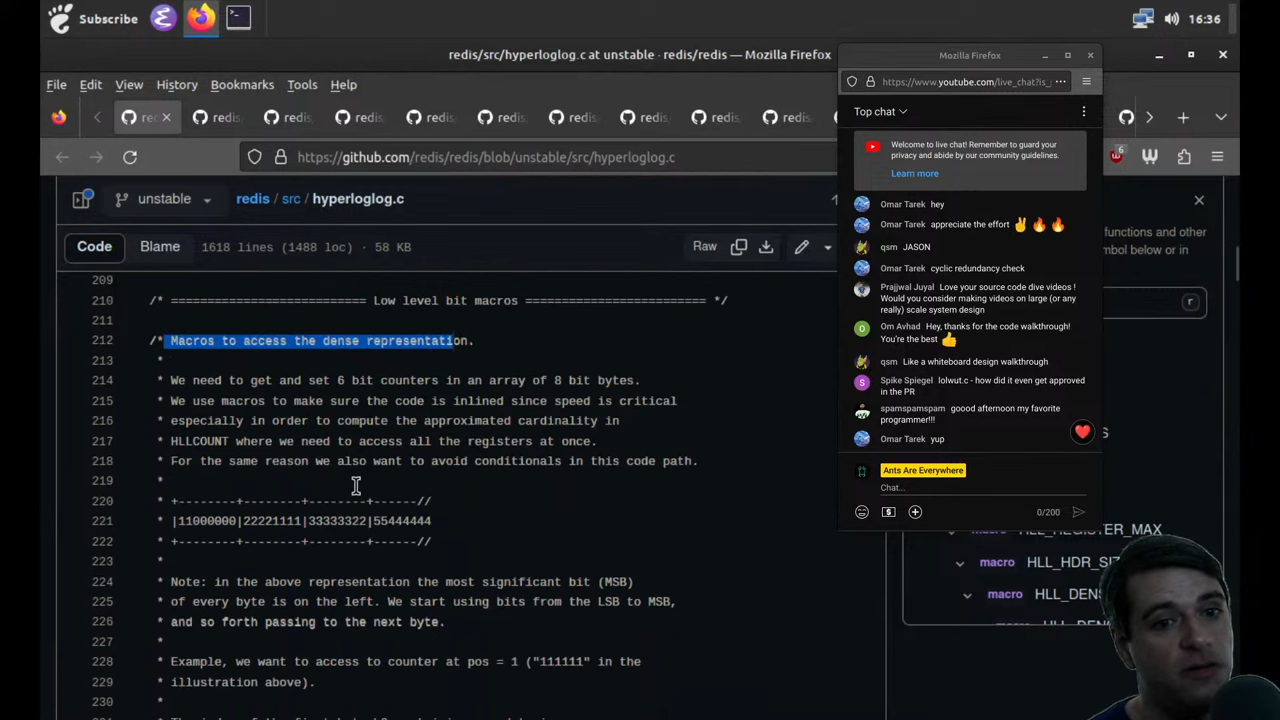 Subscribe
16:36
redis/src/hyperloglog.c at unstable · redis/redis — Mozilla Firefox
File Edit View History Bookmarks Tools Help
https://github.com/redis/redis/blob/unstable/src/hyperloglog.c
6
unstable
redis / src / hyperloglog.c
Code Blame 1618 lines (1488 loc) · 58 KB
Raw
209
210 /* =========================== Low level bit macros ========================= */
211
212 /* Macros to access the dense representation.
213 *
214 * We need to get and set 6 bit counters in an array of 8 bit bytes.
215 * We use macros to make sure the code is inlined since speed is critical
216 * especially in order to compute the approximated cardinality in
217 * HLLCOUNT where we need to access all the registers at once.
218 * For the same reason we also want to avoid conditionals in this code path.
219 *
220 * +--------+--------+--------+------//
221 * |11000000|22221111|33333322|55444444
222 * +--------+--------+--------+------//
223 *
224 * Note: in the above representation the most significant bit (MSB)
225 * of every byte is on the left. We start using bits from the LSB to MSB,
226 * and so forth passing to the next byte.
227 *
228 * Example, we want to access to counter at pos = 1 ("111111" in the
229 * illustration above).
230 *
Mozilla Firefox
https://www.youtube.com/live_chat?is_
Top chat
Welcome to live chat! Remember to guard your
privacy and abide by our community guidelines.
Learn more
Omar Tarek hey
Omar Tarek appreciate the effort ✌🔥🔥
qsm JASON
Omar Tarek cyclic redundancy check
Prajjwal Juyal Love your source code dive videos !
Would you consider making videos on large (or any
really) scale system design
Om Avhad Hey, thanks for the code walkthrough!
You're the best 👍
qsm Like a whiteboard design walkthrough
Spike Spiegel lolwut.c - how did it even get approved
in the PR
spamspamspam goood afternoon my favorite
programmer!!!
Omar Tarek yup
Ants Are Everywhere
Chat...
0/200
functions and other
symbol below or in
r
macro HLL_REGISTER_MAX
macro HLL_HDR_SIZ
macro HLL_DENS